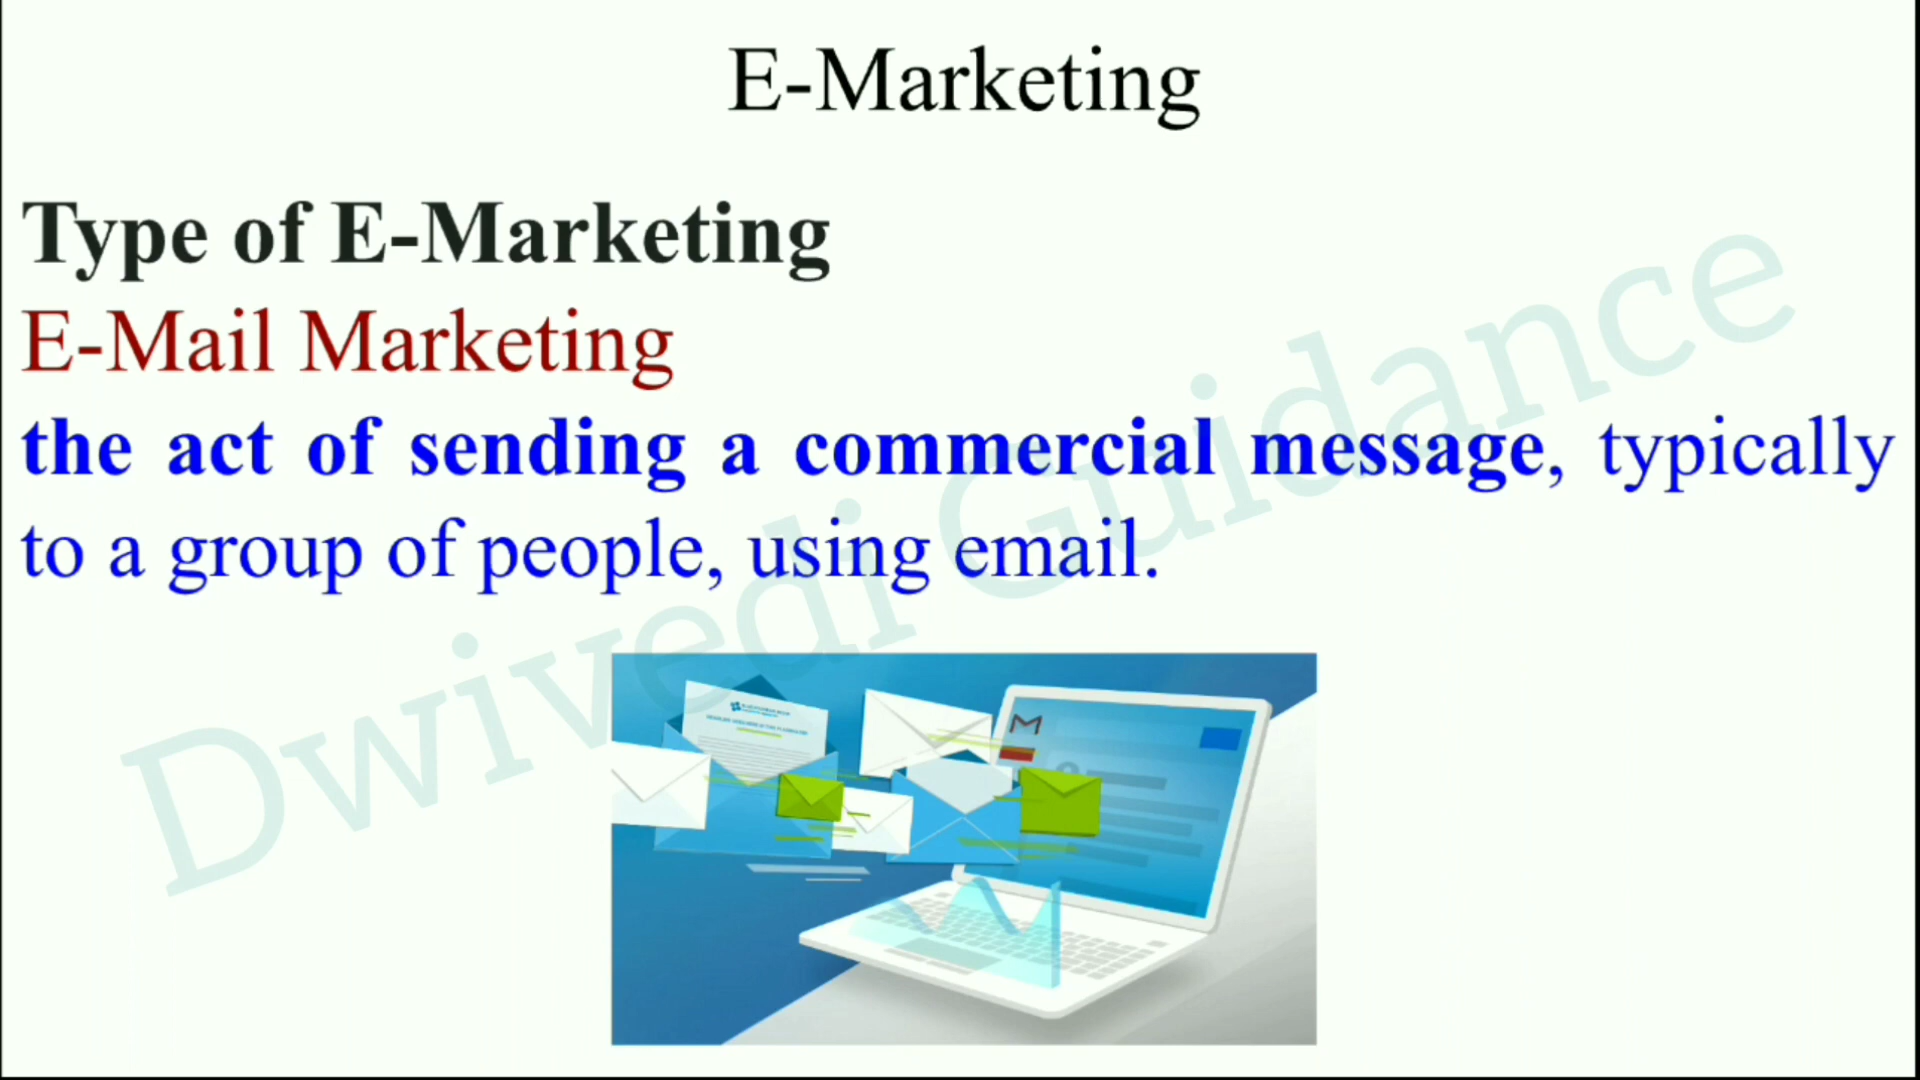 E-Marketing
Type of E-Marketing
E-Mail Marketing
the act of sending a commercial message, typically
to a group of people, using email.
Dwivedi Guidance